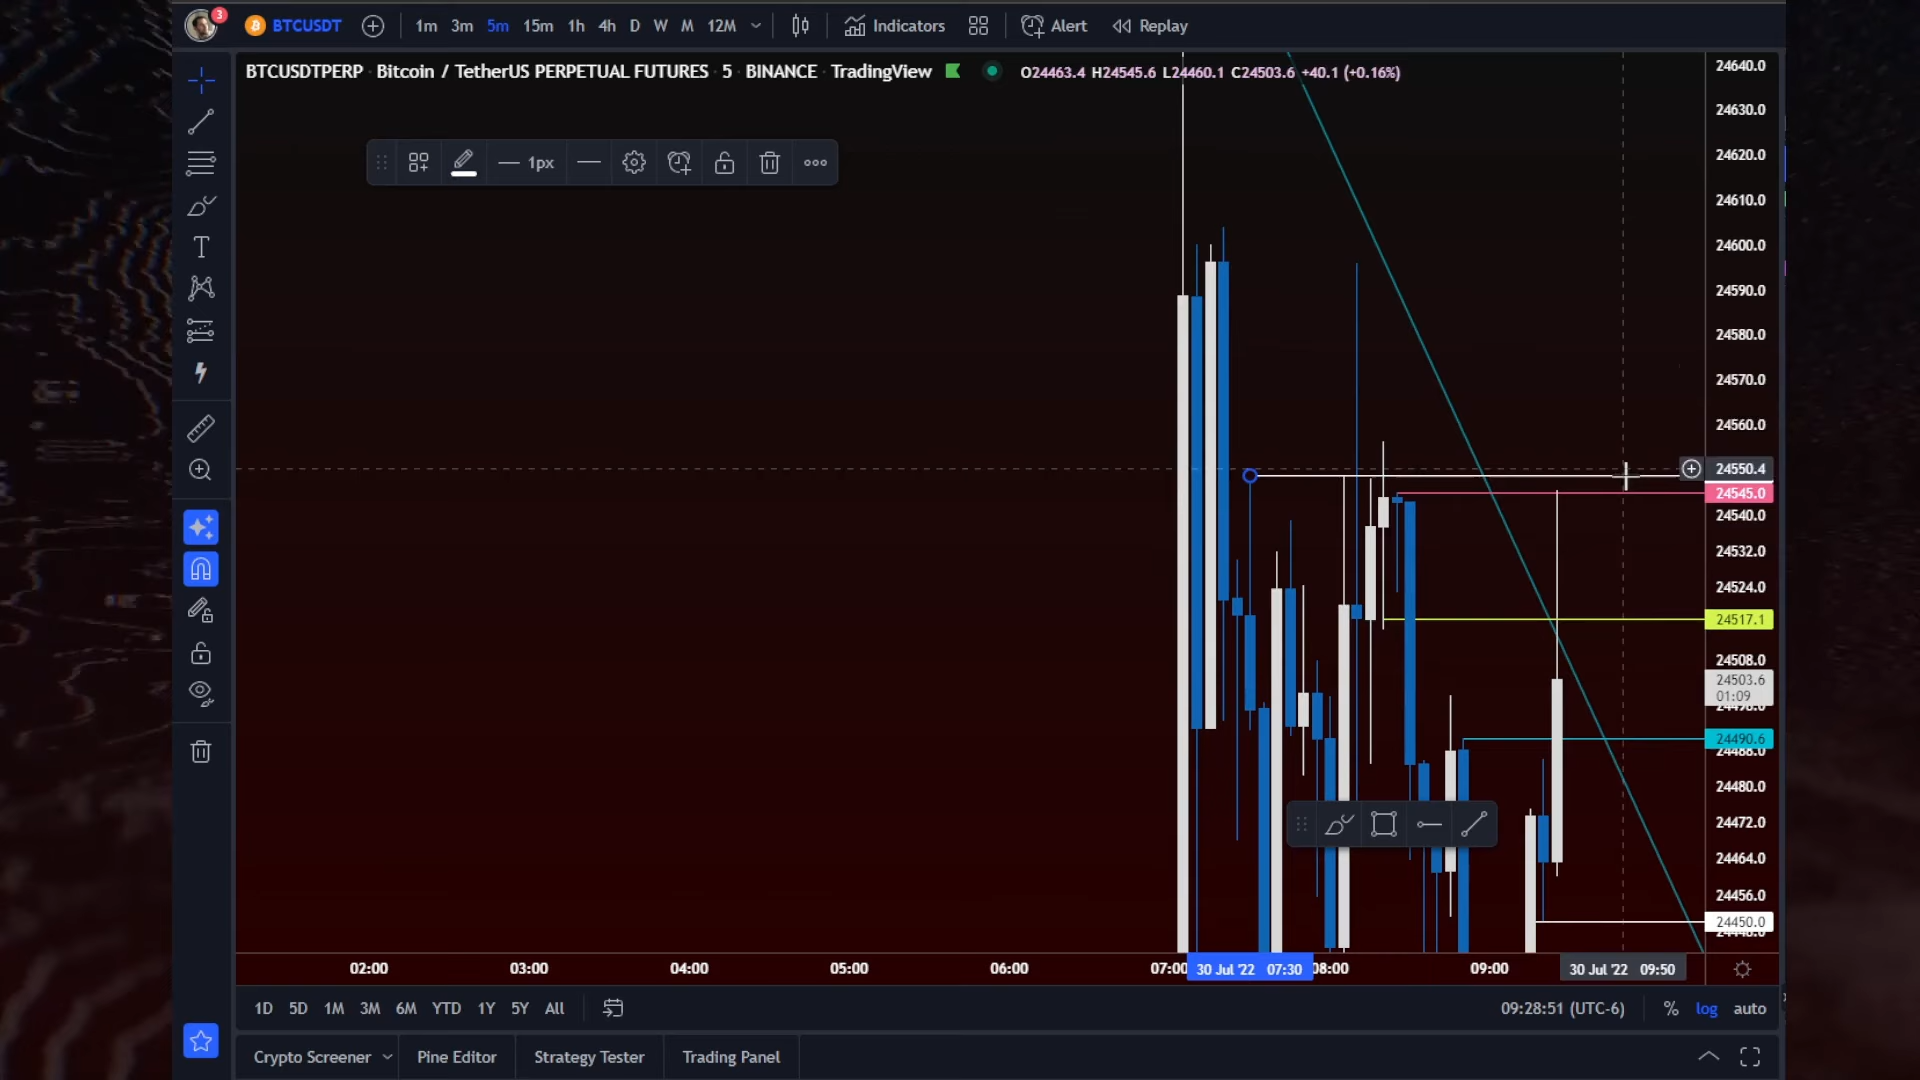 3
BTCUSDT
1m 3m 5m 15m 1h 4h D W M 12M
Indicators
Alert
Replay
BTCUSDTPERP · Bitcoin / TetherUS PERPETUAL FUTURES · 5 · BINANCE · TradingView
O24463.4 H24545.6 L24460.1 C24503.6 +40.1 (+0.16%)
1px
24640.0
24630.0
24620.0
24610.0
24600.0
24590.0
24580.0
24570.0
24560.0
24550.4
24545.0
24540.0
24532.0
24524.0
24517.1
24508.0
24503.6
01:09
24490.6
24488.0
24480.0
24472.0
24464.0
24456.0
24450.0
02:00 03:00 04:00 05:00 06:00 07:00 30 Jul '22 07:30 08:00 09:00 30 Jul '22 09:50
1D 5D 1M 3M 6M YTD 1Y 5Y All
09:28:51 (UTC-6) % log auto
Crypto Screener Pine Editor Strategy Tester Trading Panel